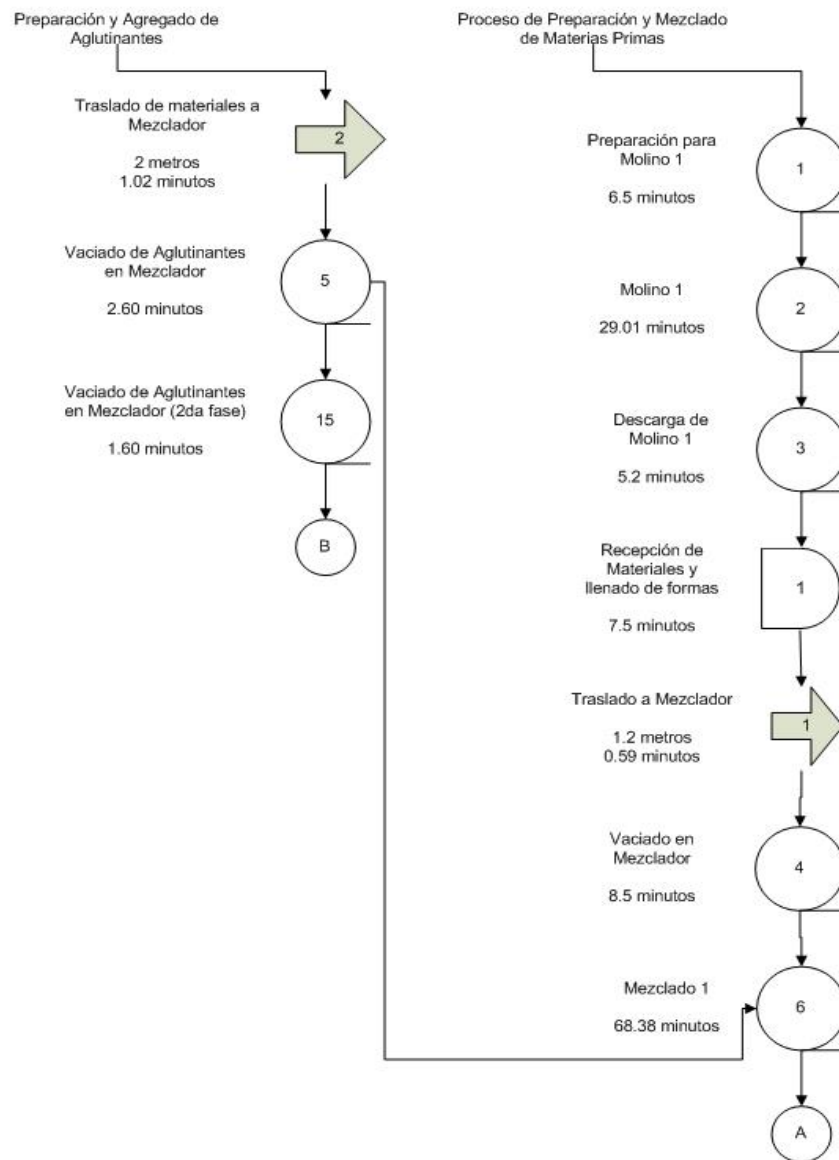 Preparación y Agregado de
Aglutinantes
Traslado de materiales a
Mezclador
2 metros
1.02 minutos
2
Vaciado de Aglutinantes
en Mezclador
2.60 minutos
5
Vaciado de Aglutinantes
en Mezclador (2da fase)
1.60 minutos
15
B
Proceso de Preparación y Mezclado
de Materias Primas
Preparación para
Molino 1
6.5 minutos
1
Molino 1
29.01 minutos
2
Descarga de
Molino 1
5.2 minutos
3
Recepción de
Materiales y
llenado de formas
7.5 minutos
1
Traslado a Mezclador
1.2 metros
0.59 minutos
1
Vaciado en
Mezclador
8.5 minutos
4
Mezclado 1
68.38 minutos
6
A